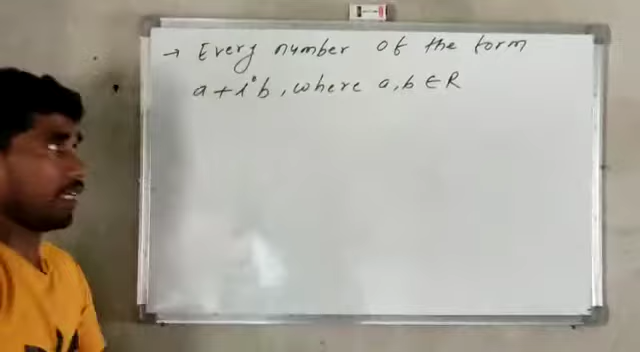 → Every number of the form
a+ib, where a,b ∈ R